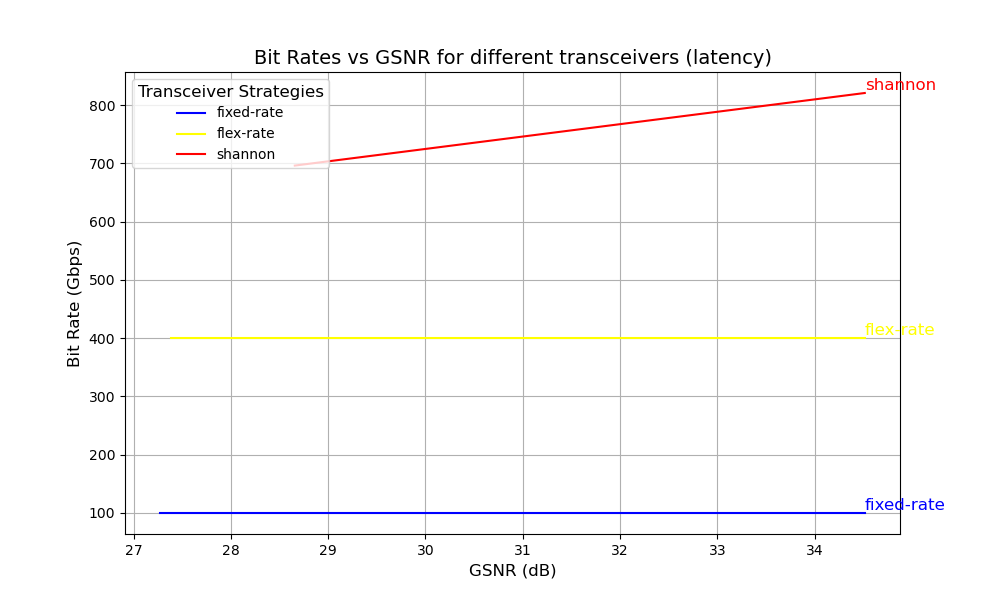 Bit Rates vs GSNR for different transceivers (latency)
Transceiver Strategies
fixed-rate
flex-rate
shannon
shannon
flex-rate
fixed-rate
800
700
600
500
400
300
200
100
Bit Rate (Gbps)
27 28 29 30 31 32 33 34
GSNR (dB)